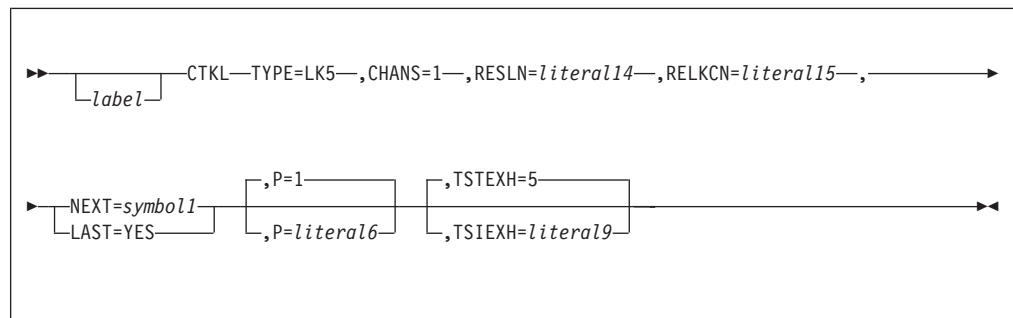 CTKL TYPE=LK5 ,CHANS=1 ,RESLN=literal14 ,RELKCN=literal15 ,
label
,P=1 ,TSTEXH=5
NEXT=symbol1
LAST=YES ,P=literal6 ,TSIEXH=literal9